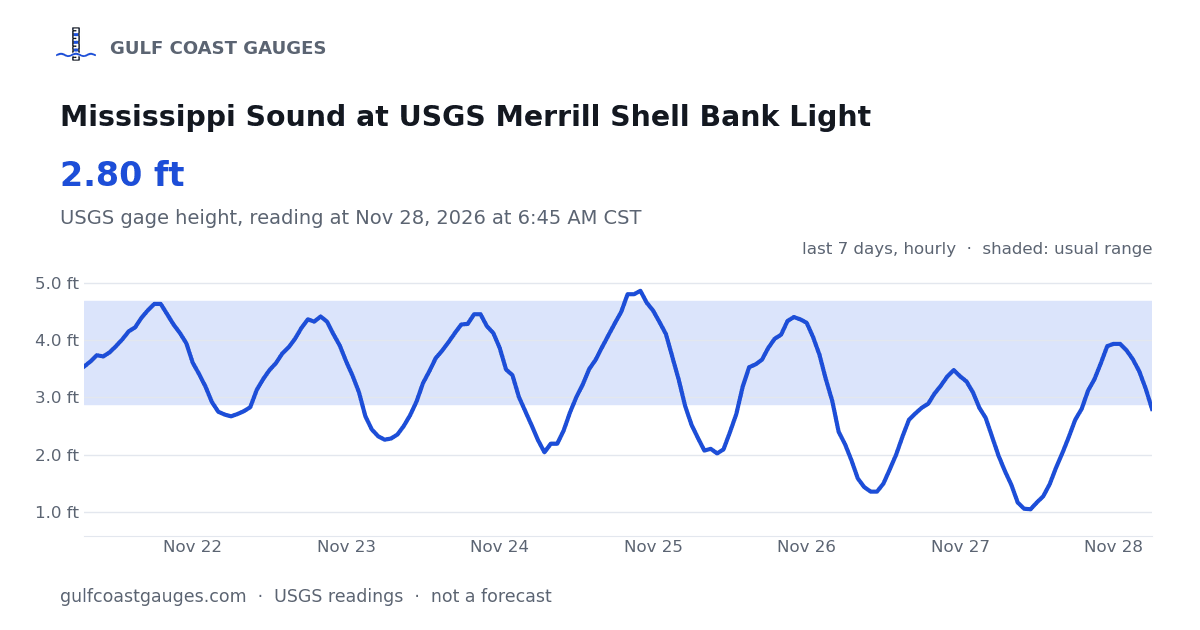 GULF COAST GAUGES
Mississippi Sound at USGS Merrill Shell Bank Light
2.80 ft
USGS gage height, reading at Nov 28, 2026 at 6:45 AM CST
last 7 days, hourly · shaded: usual range
5.0 ft
4.0 ft
3.0 ft
2.0 ft
1.0 ft
Nov 22 Nov 23 Nov 24 Nov 25 Nov 26 Nov 27 Nov 28
gulfcoastgauges.com · USGS readings · not a forecast